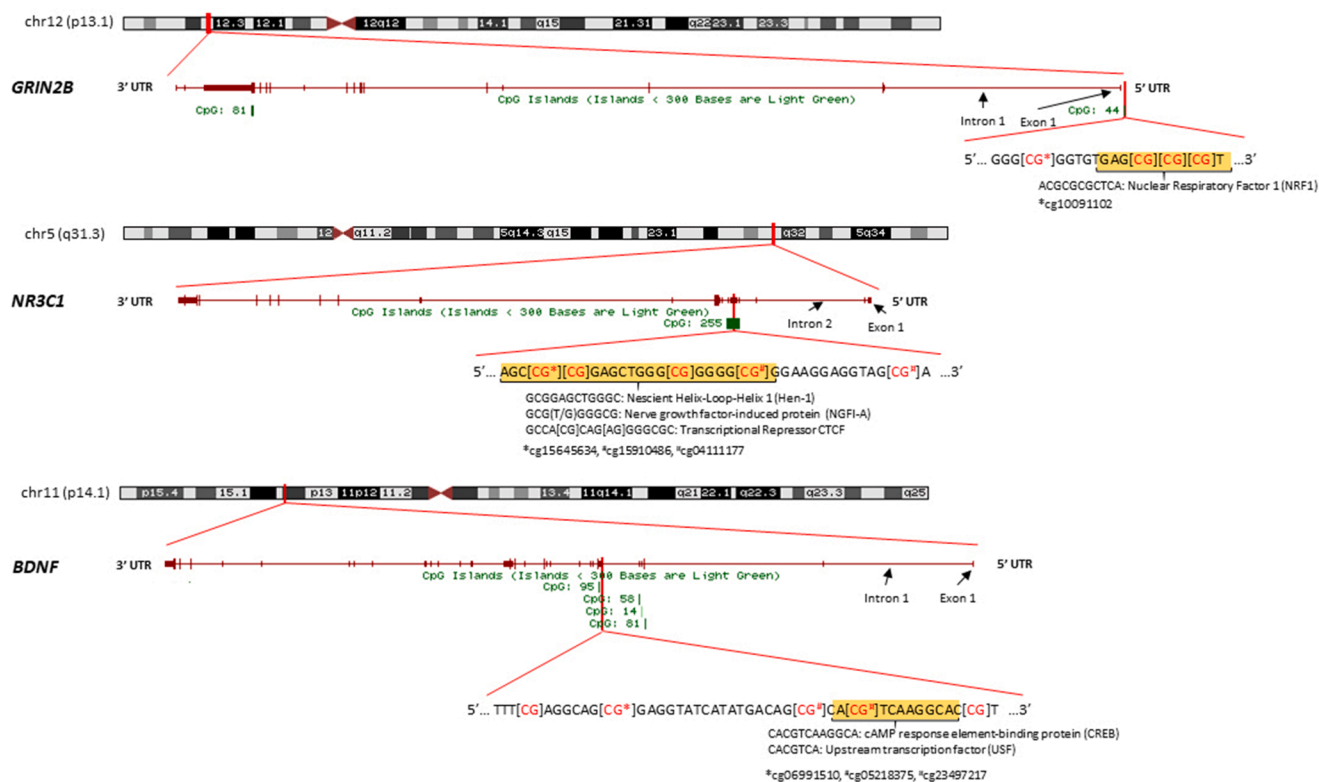 chr12 (p13.1) 12.3 12.1 12q12 14.1 q15 21.31 q22 23.1 23.3
GRIN2B 3’ UTR 5’ UTR
CpG Islands (Islands < 300 Bases are Light Green)
CpG: 81 CpG: 44
Intron 1 Exon 1
5’... GGG[CG*]GGTGTGAG[CG][CG][CG]T ...3’
ACGCGCGCTCA: Nuclear Respiratory Factor 1 (NRF1)
*cg10091102
chr5 (q31.3) 12 q11.2 5q14.3 q15 23.1 q32 5q34
NR3C1 3’ UTR 5’ UTR
CpG Islands (Islands < 300 Bases are Light Green)
CpG: 255 Intron 2 Exon 1
5’... AGC[CG*][CG]GAGCTGGG[CG]GGGG[CG#]GGAAGGAGGTAG[CG¤]A ...3’
GCGGAGCTGGGC: Nescient Helix-Loop-Helix 1 (Hen-1)
GCG(T/G)GGGCG: Nerve growth factor-induced protein (NGFI-A)
GCCA[CG]CAG[AG]GGGCGC: Transcriptional Repressor CTCF
*cg15645634, #cg15910486, ¤cg04111177
chr11 (p14.1) p15.4 15.1 p13 11p12 11.2 13.4 11q14.1 q21 22.1 q22.3 q23.3 q25
BDNF 3’ UTR 5’ UTR
CpG Islands (Islands < 300 Bases are Light Green)
CpG: 95
CpG: 58
CpG: 14
CpG: 81
Intron 1 Exon 1
5’... TTT[CG]AGGCAG[CG*]GAGGTATCATATGACAG[CG#]CA[CG¤]TCAAGGCAC[CG]T ...3’
CACGTCAAGGCA: cAMP response element-binding protein (CREB)
CACGTCA: Upstream transcription factor (USF)
*cg06991510, #cg05218375, ¤cg23497217